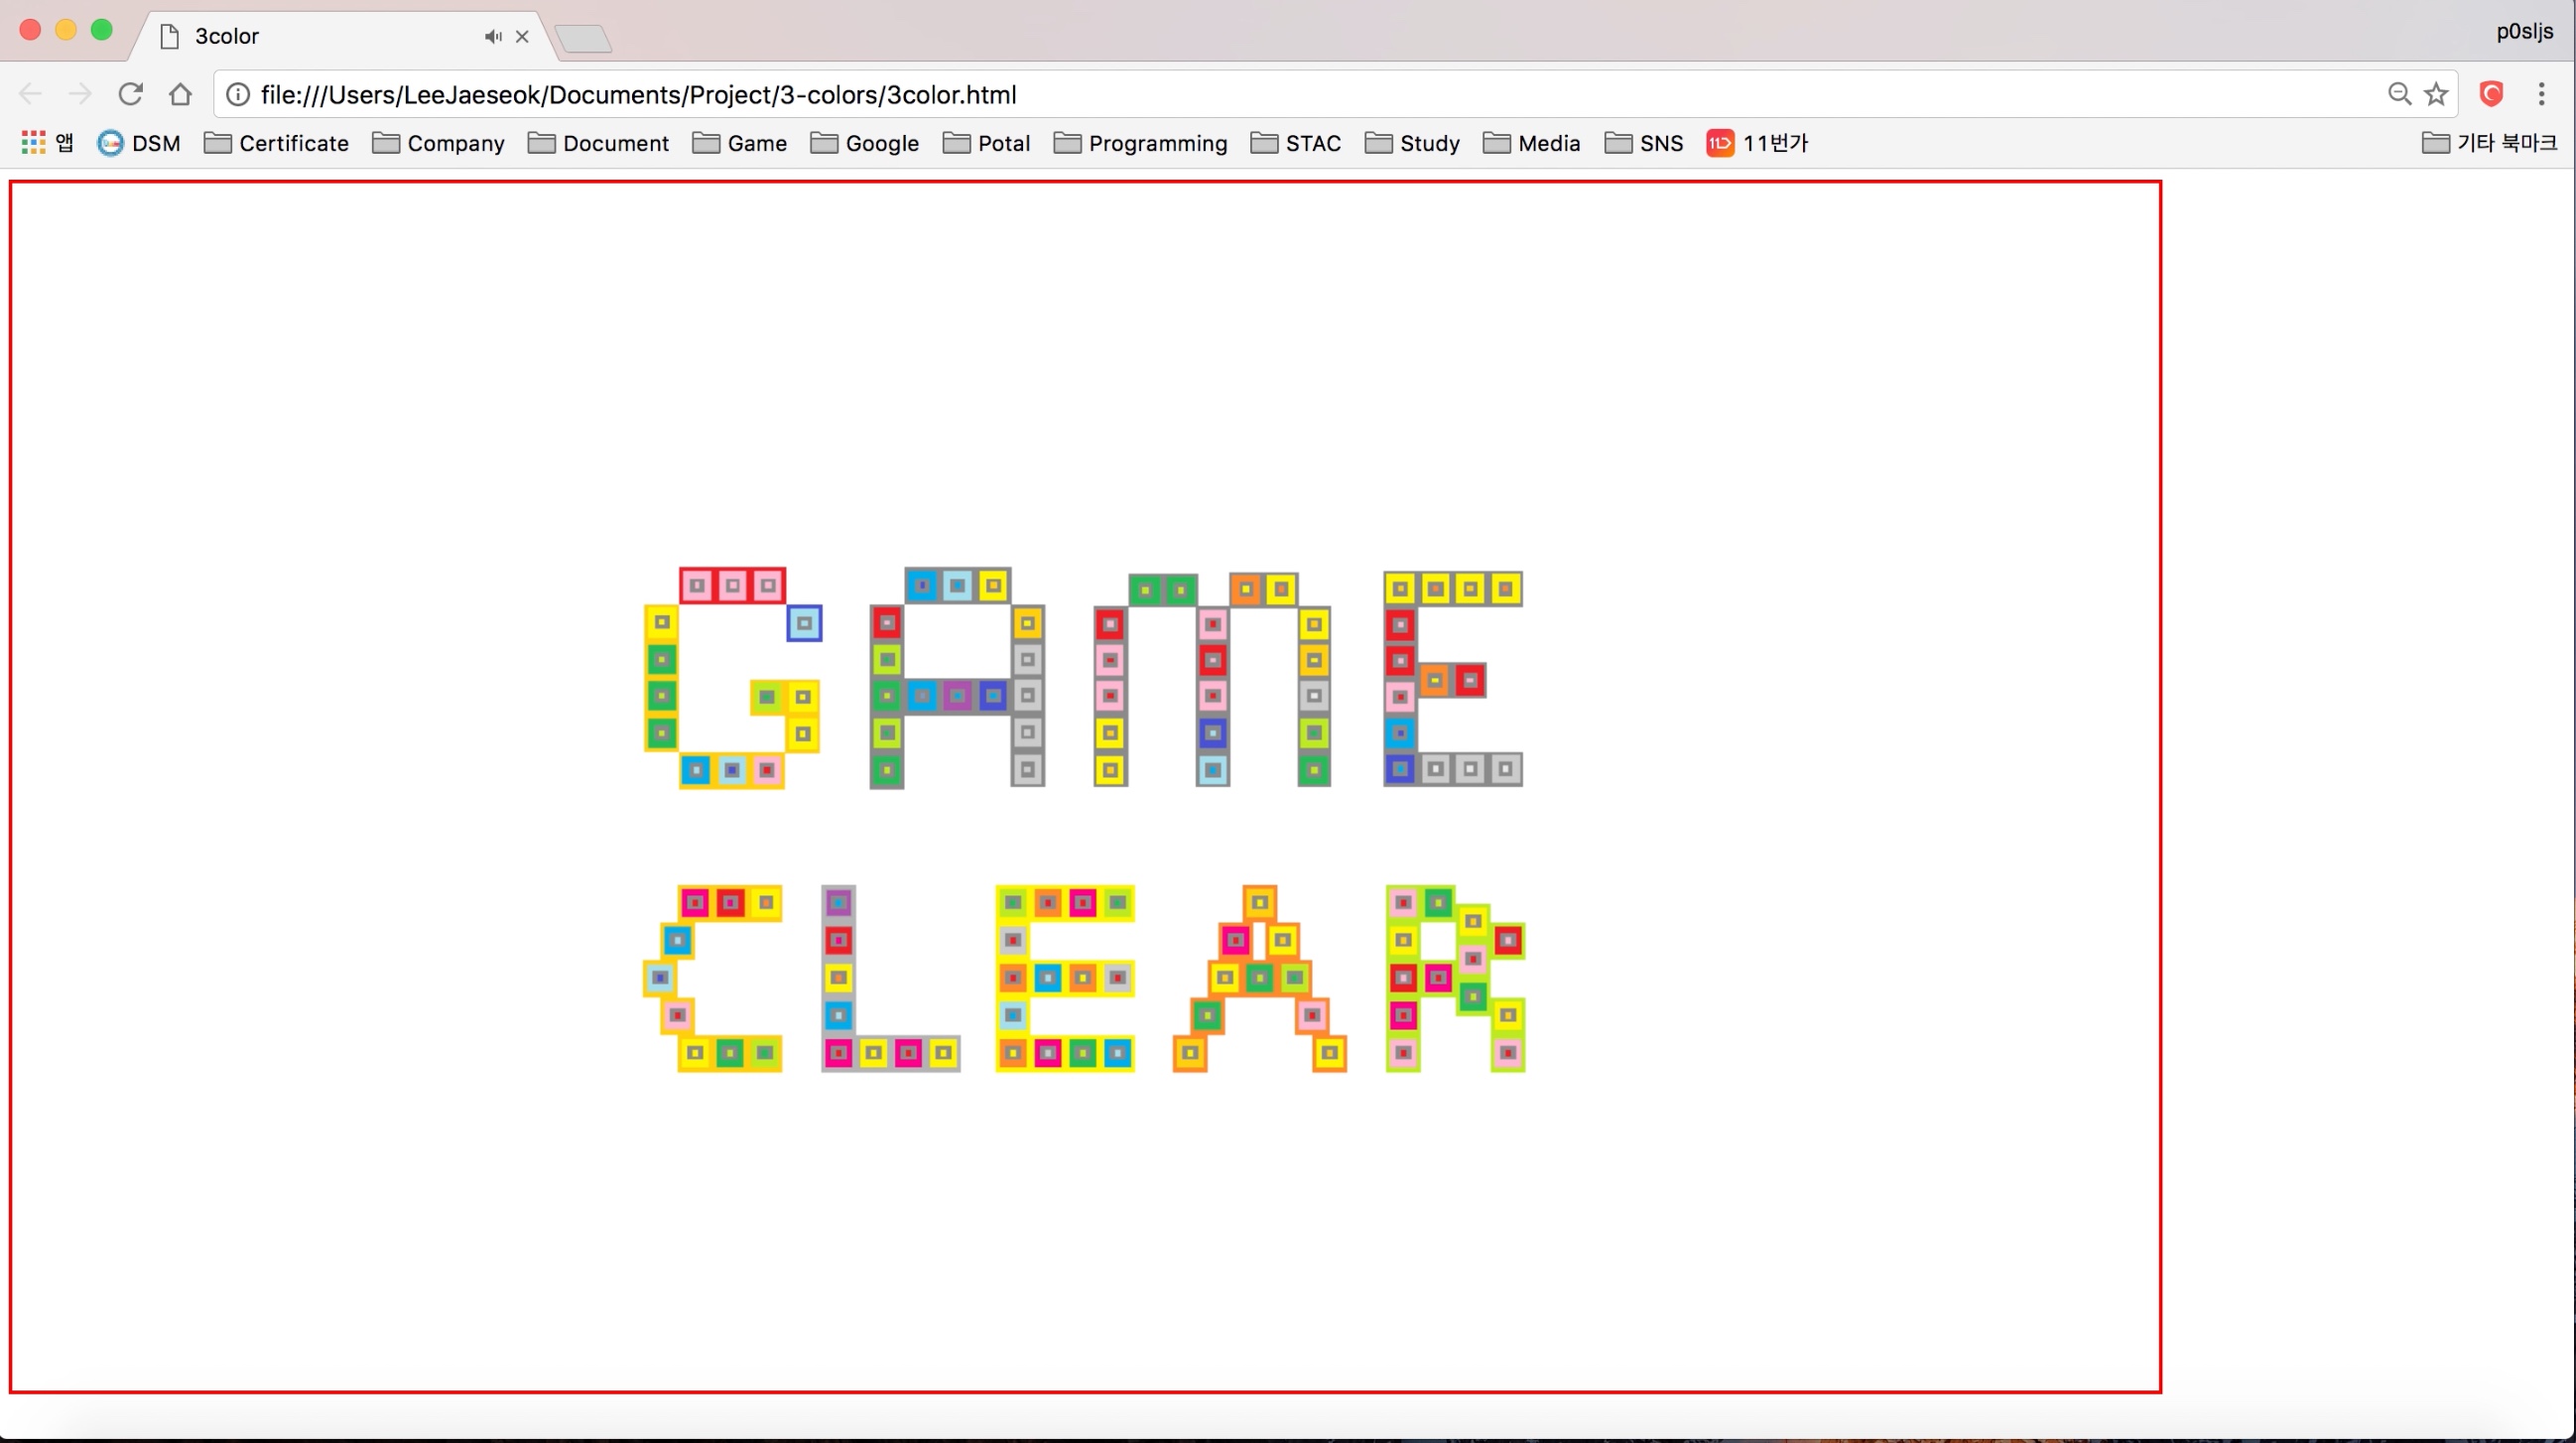 3color
p0sljs
file:///Users/LeeJaeseok/Documents/Project/3-colors/3color.html
앱 DSM Certificate Company Document Game Google Potal Programming STAC Study Media SNS 11번가 기타 북마크
GAME
CLEAR